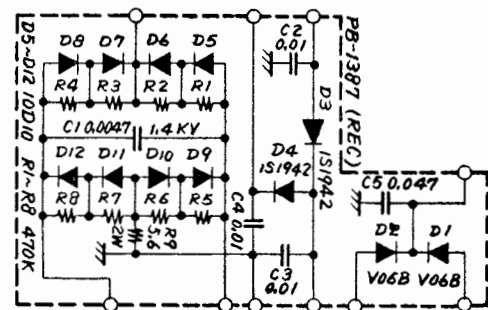 D5~D12 10D10
R1~R8 470K
PB-1387 (REC)
D8 D7 D6 D5
R4 R3 R2 R1
C1 0.0047 1.4KV
D12 D11 D10 D9
R8 R7 R6 R5
R9
5.6
2W
C2
0.01
D3
1S1942
D4
1S1942
C4 0.01
C3
0.01
C5 0.047
D2 D1
V06B V06B